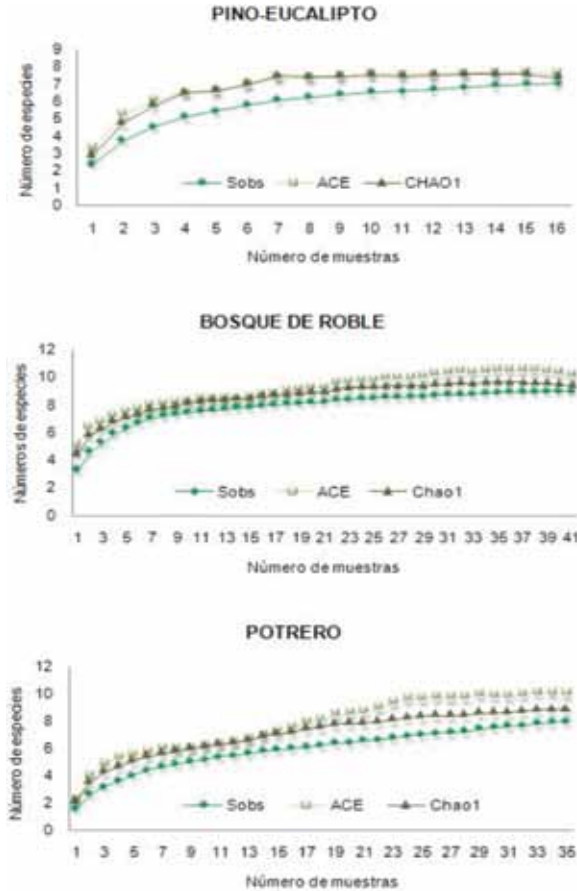 PINO-EUCALIPTO
Número de especies
9
8
7
6
5
4
3
2
1
0
Sobs ACE CHAO1
1 2 3 4 5 6 7 8 9 10 11 12 13 14 15 16
Número de muestras
BOSQUE DE ROBLE
Números de especies
12
10
8
6
4
2
0
Sobs ACE Chao1
1 3 5 7 9 11 13 15 17 19 21 23 25 27 29 31 33 35 37 39 41
Número de muestras
POTRERO
Número de especies
12
10
8
6
4
2
0
Sobs ACE Chao1
1 3 5 7 9 11 13 15 17 19 21 23 25 26 29 31 33 35
Número de muestras